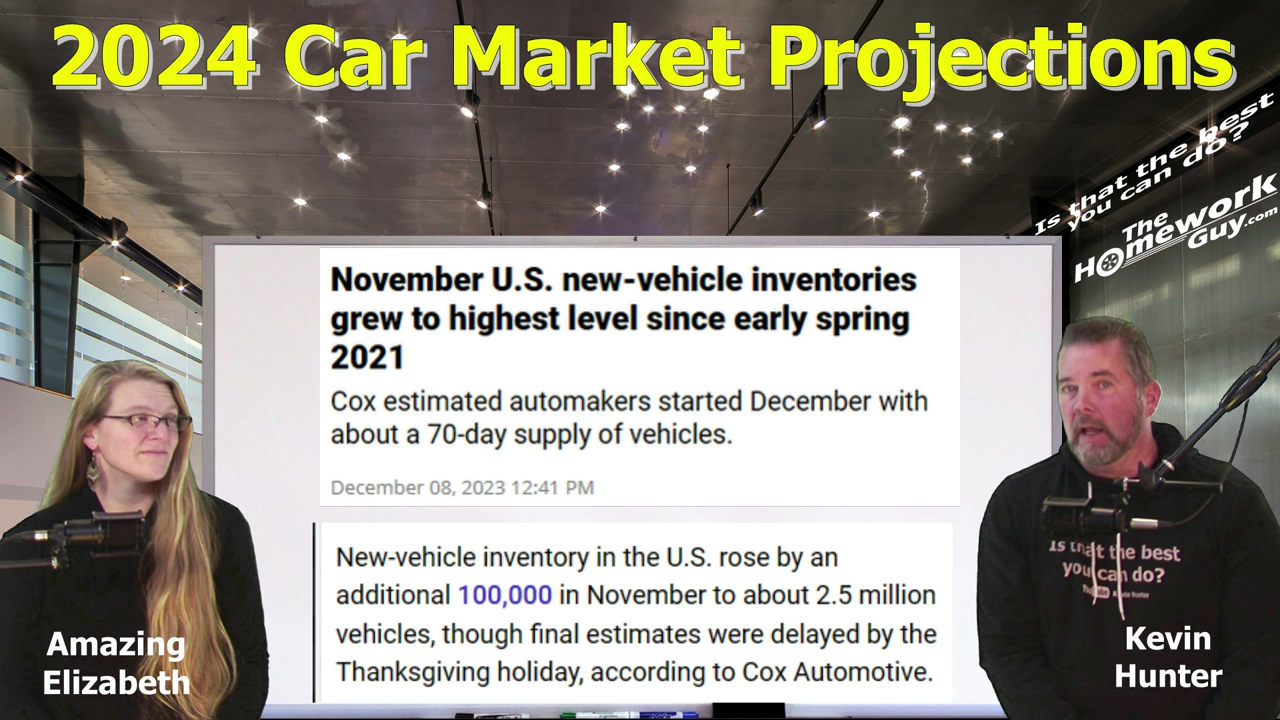 2024 Car Market Projections
Is that the best
you can do?
The
Homework
Guy.com
November U.S. new-vehicle inventories
grew to highest level since early spring
2021
Cox estimated automakers started December with
about a 70-day supply of vehicles.
December 08, 2023 12:41 PM
New-vehicle inventory in the U.S. rose by an
additional 100,000 in November to about 2.5 million
vehicles, though final estimates were delayed by the
Thanksgiving holiday, according to Cox Automotive.
Is that the best
you can do?
Kevin Hunter
Amazing
Elizabeth
Kevin
Hunter